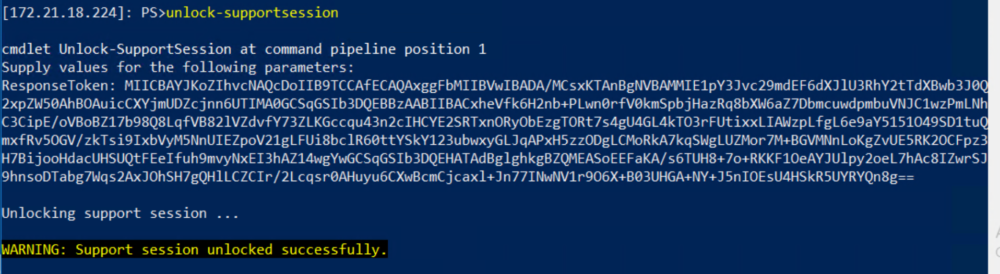 [172.21.18.224]: PS>unlock-supportsession
cmdlet Unlock-SupportSession at command pipeline position 1
Supply values for the following parameters:
ResponseToken: MIICBAYJKoZIhvcNAQcDoIIB9TCCAfECAQAxggFbMIIBVwIBADA/MCsxKTAnBgNVBAMMIE1pY3Jvc29mdEF6dXJlU3RhY2tTdXBwb3J0Q
2xpZW50AhBOAuicCXYjmUDZcjnn6UTIMA0GCSqGSIb3DQEBBzAABIIBACxheVfk6H2nb+PLwn0rfV0kmSpbjHazRq8bXW6aZ7DbmcuwdpmbuVNJC1wzPmLNh
C3CipE/oVBoBZ17b98Q8LqfVB82lVZdvfY73ZLKGccqu43n2cIHCYE2SRTxnORyObEzgTORt7s4gU4GL4kTO3rFUtixxLIAWzpLfgL6e9aY5151O49SD1tuQ
mxfRv5OGV/zkTsi9IxbVyM5NnUIEZpoV21gLFUi8bclR60ttYSkY123ubwxyGLJqAPxH5zzODgLCMoRkA7kqSWgLUZMor7M+BGVMNnLoKgZvUE5RK2OCFpz3
H7BijooHdacUHSUQtFEeIfuh9mvyNxEI3hAZ14wgYwGCSqGSIb3DQEHATAdBglghkgBZQMEASoEEFaKA/s6TUH8+7o+RKKF1OeAYJUlpy2oeL7hAc8IZwrSJ
9hnsoDTabg7Wqs2AxJOhSH7gQHlLCZCIr/2Lcqsr0AHuyu6CXwBcmCjcaxl+Jn77INwNV1r9O6X+B03UHGA+NY+J5nIOEsU4HSkR5UYRYQn8g==
Unlocking support session ...
WARNING: Support session unlocked successfully.